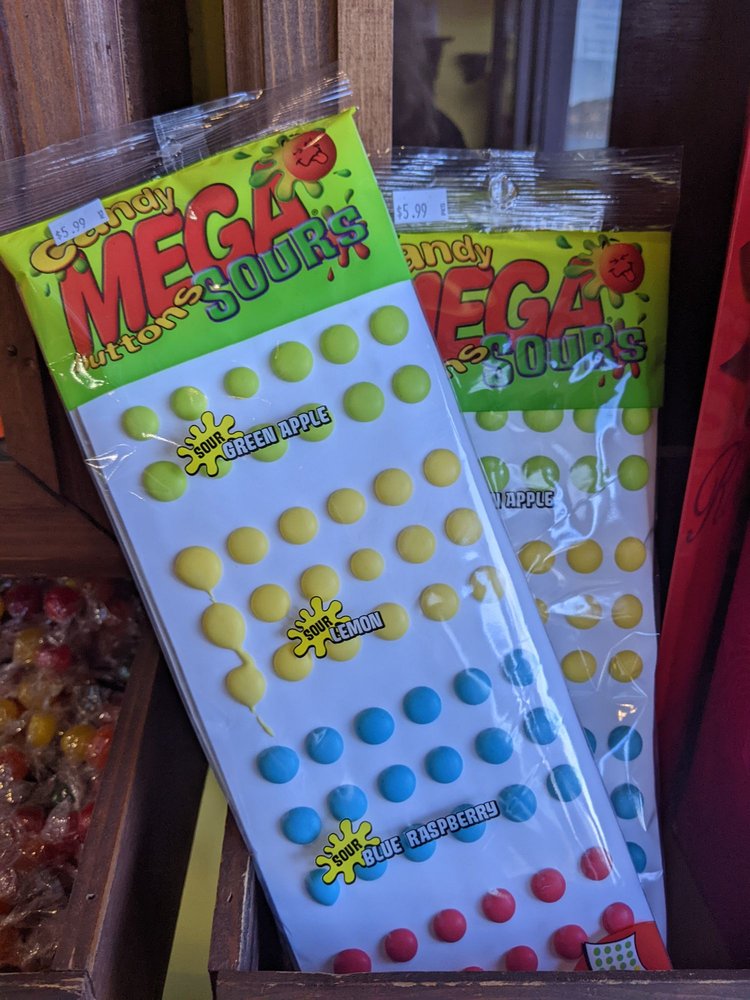 $5.99
Candy
MEGA
buttons SOURS
SOUR GREEN APPLE
SOUR LEMON
SOUR BLUE RASPBERRY
$5.99
andy
MEGA
ns SOURS
N APPLE